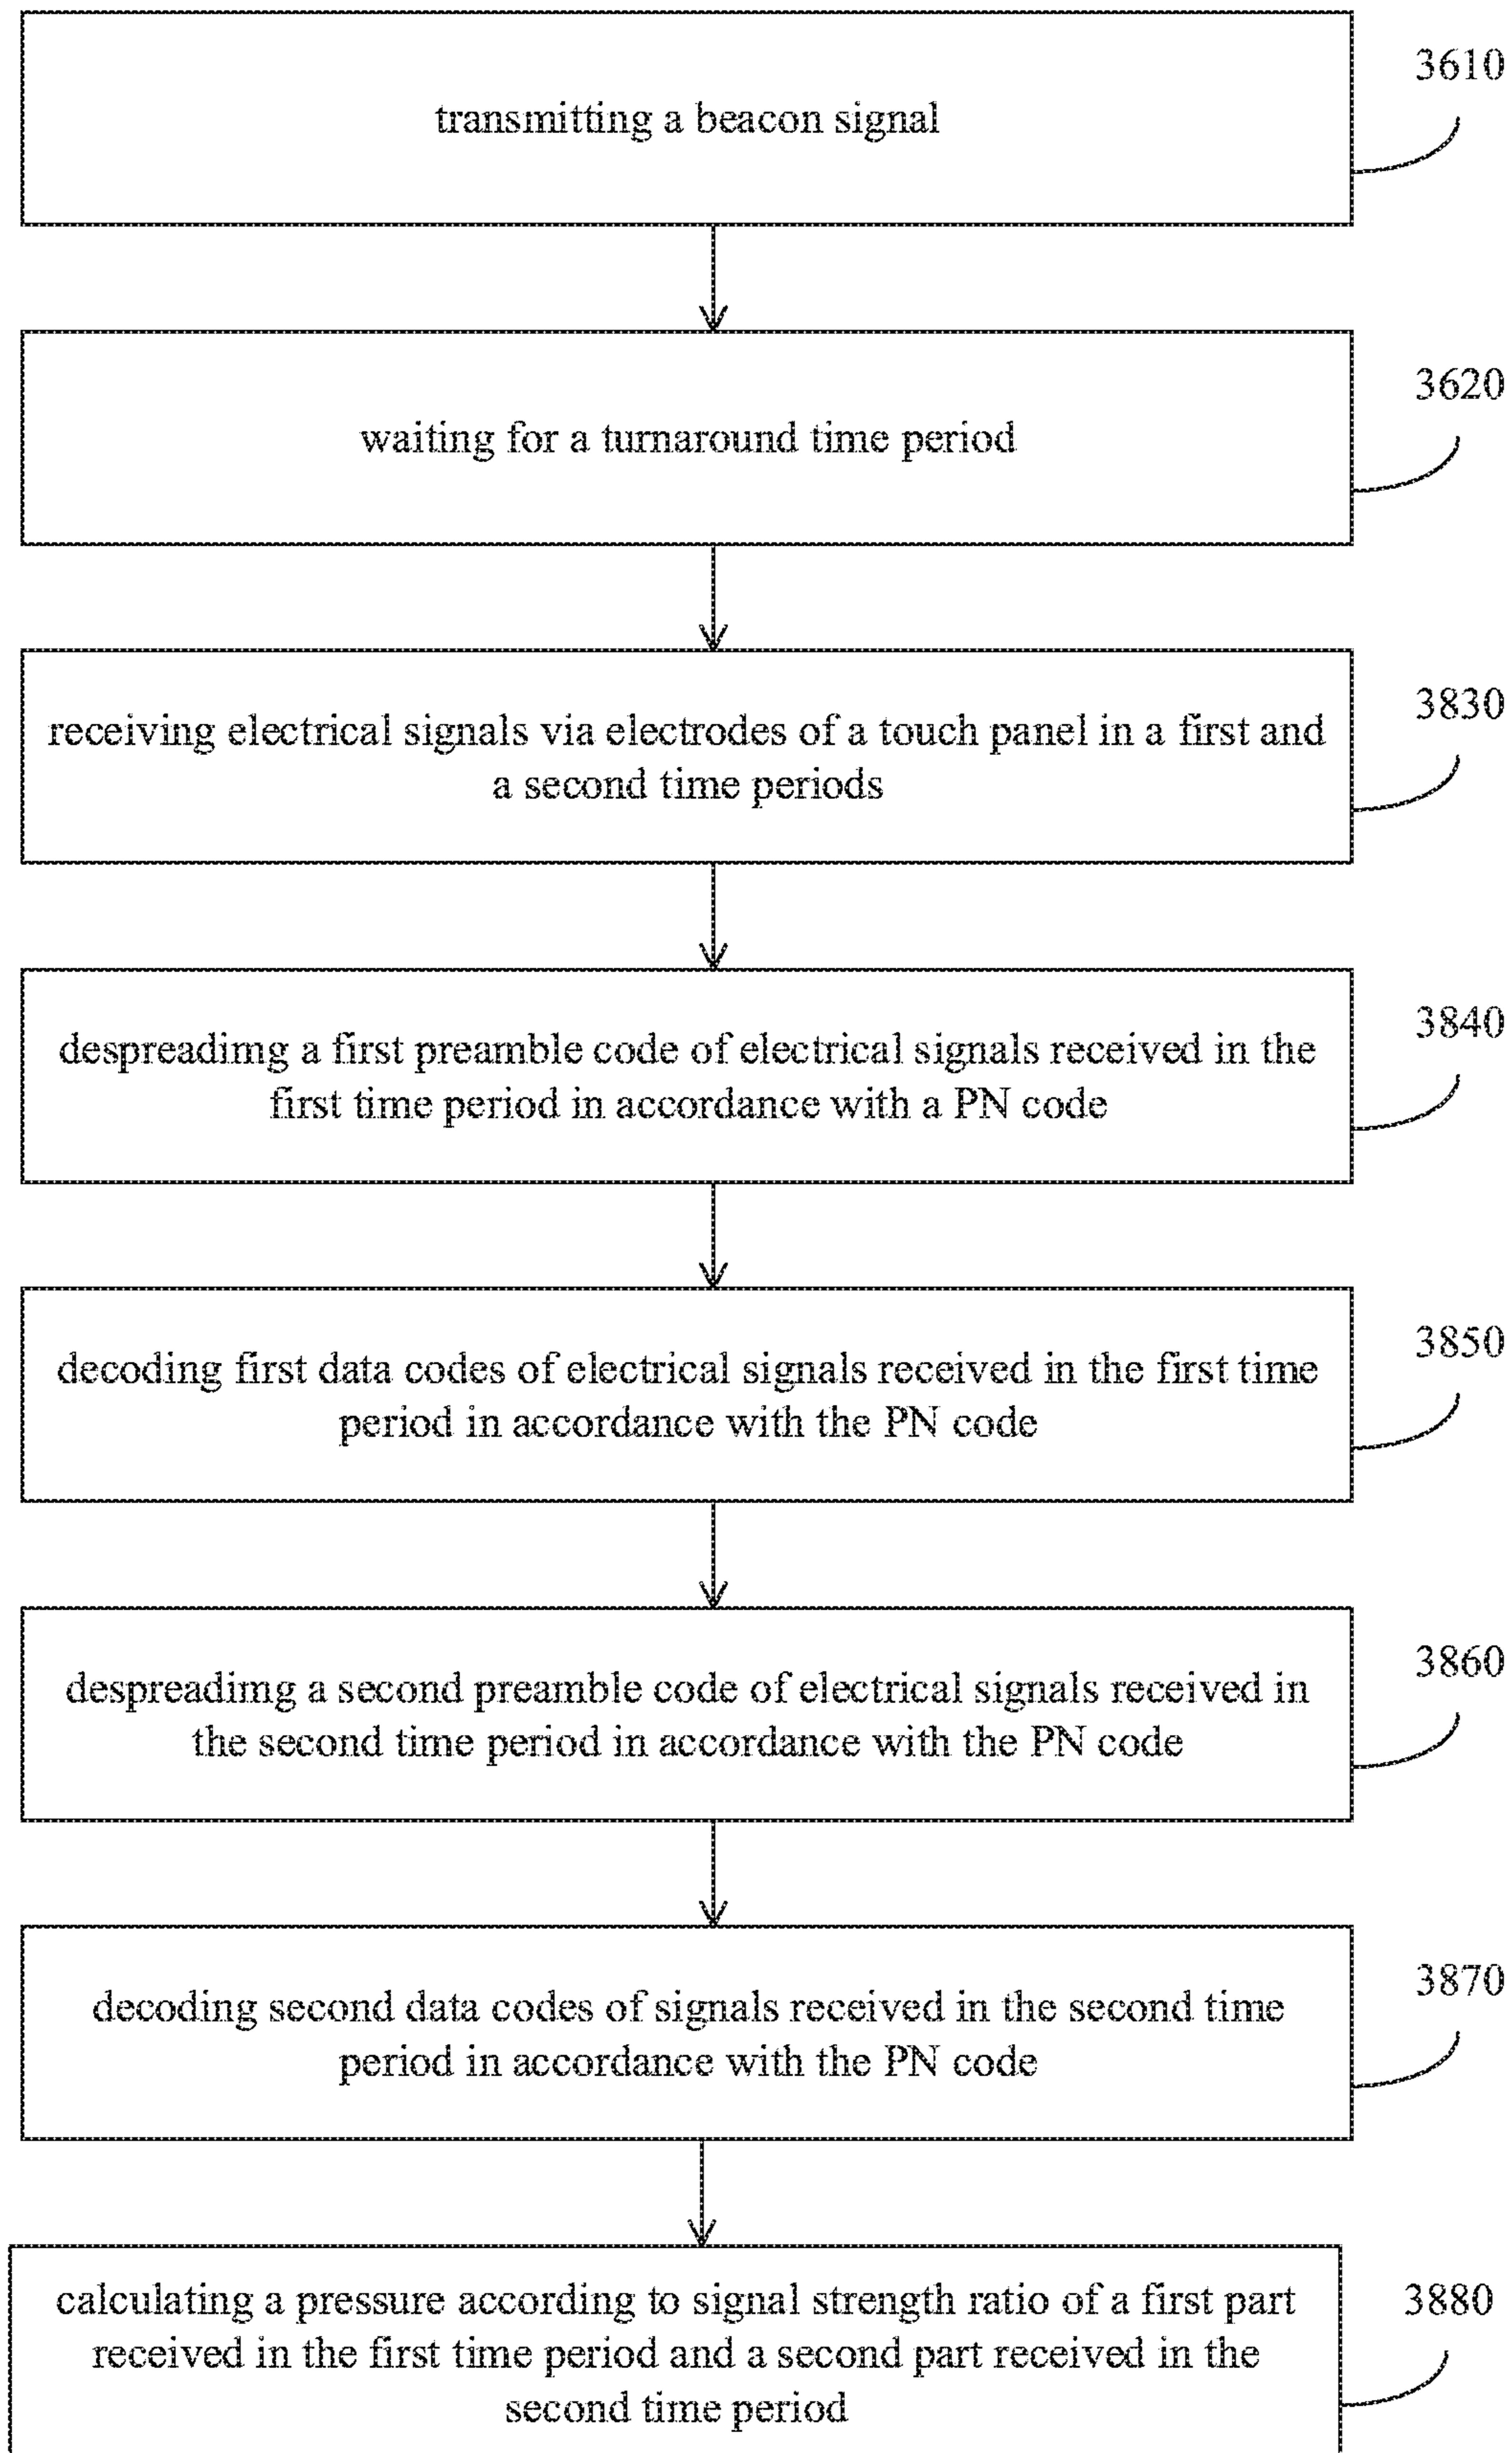 transmitting a beacon signal
3610
waiting for a turnaround time period
3620
receiving electrical signals via electrodes of a touch panel in a first and
a second time periods
3830
despreadimg a first preamble code of electrical signals received in the
first time period in accordance with a PN code
3840
decoding first data codes of electrical signals received in the first time
period in accordance with the PN code
3850
despreadimg a second preamble code of electrical signals received in
the second time period in accordance with the PN code
3860
decoding second data codes of signals received in the second time
period in accordance with the PN code
3870
calculating a pressure according to signal strength ratio of a first part
received in the first time period and a second part received in the
second time period
3880